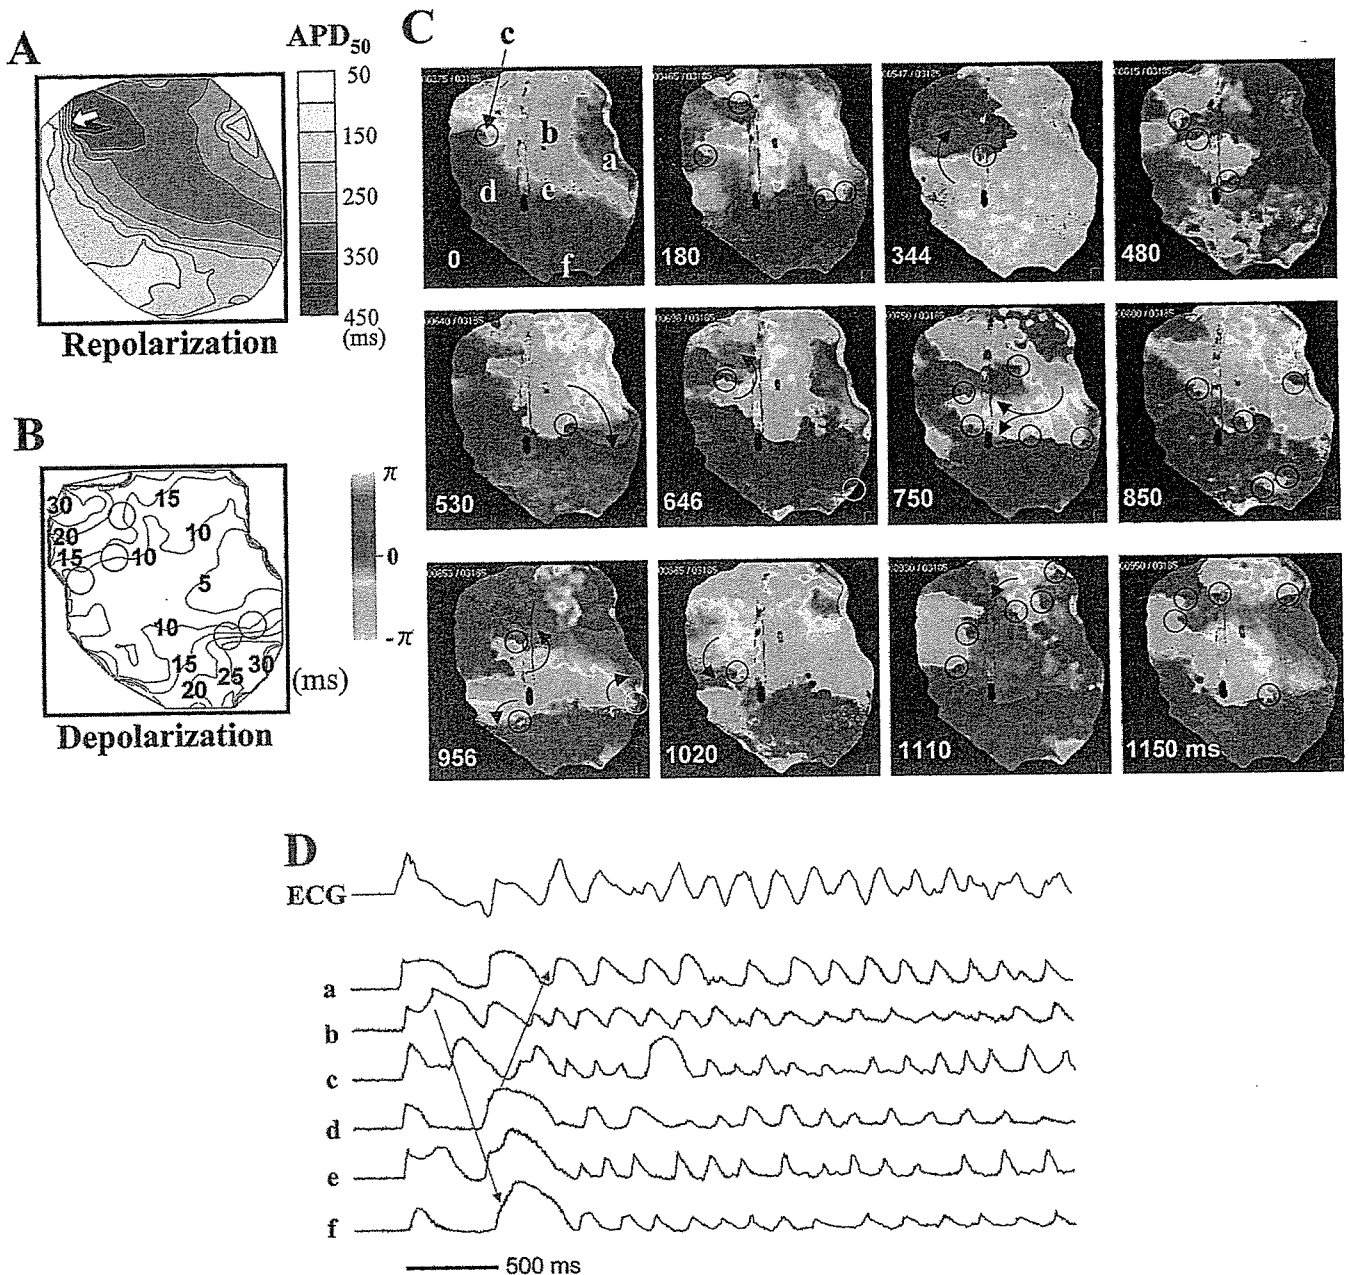 A
APD50
50
150
250
350
450
(ms)
Repolarization
B
30
15
20
10
15
10
5
10
15
25
30
20
(ms)
Depolarization
π
0
-π
C
c
b
a
d
e
f
0
180
344
480
530
646
750
850
956
1020
1110
1150 ms
D
ECG
a
b
c
d
e
f
500 ms